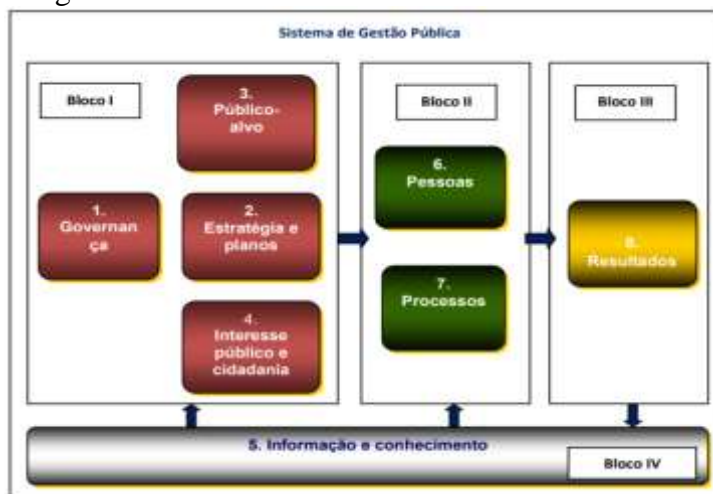 Sistema de Gestão Pública
Bloco I
3.
Público-
alvo
1.
Governan
ça
2.
Estratégia e
planos
4.
Interesse
público e
cidadania
Bloco II
6.
Pessoas
7.
Processos
Bloco III
8.
Resultados
5. Informação e conhecimento
Bloco IV